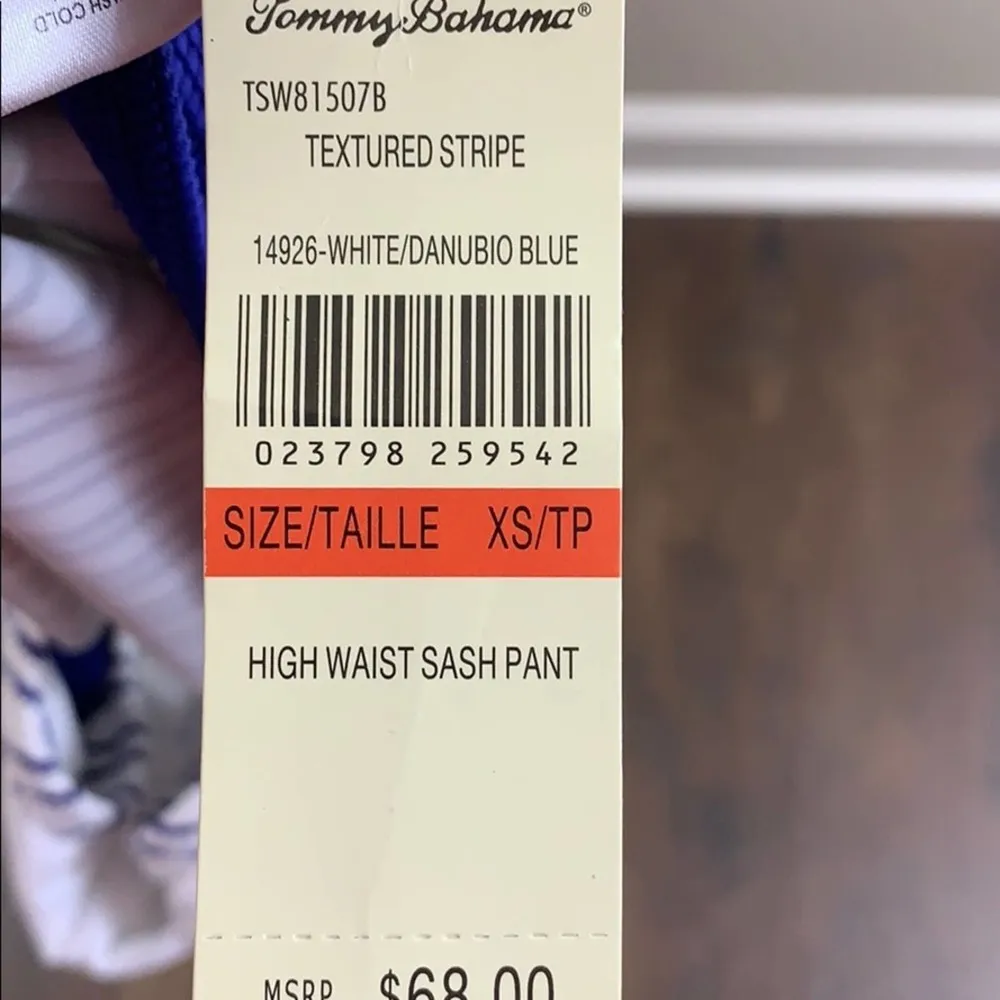 Tommy Bahama®
TSW81507B
TEXTURED STRIPE
14926-WHITE/DANUBIO BLUE
023798 259542
SIZE/TAILLE XS/TP
HIGH WAIST SASH PANT
MSRP $68.00
COLD